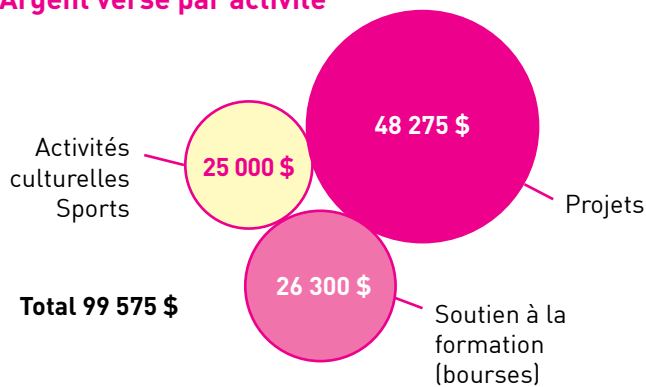 Argent versé par activité
48 275 $
Activités
culturelles
Sports
25 000 $
Projets
26 300 $
Total 99 575 $
Soutien à la
formation
(bourses)